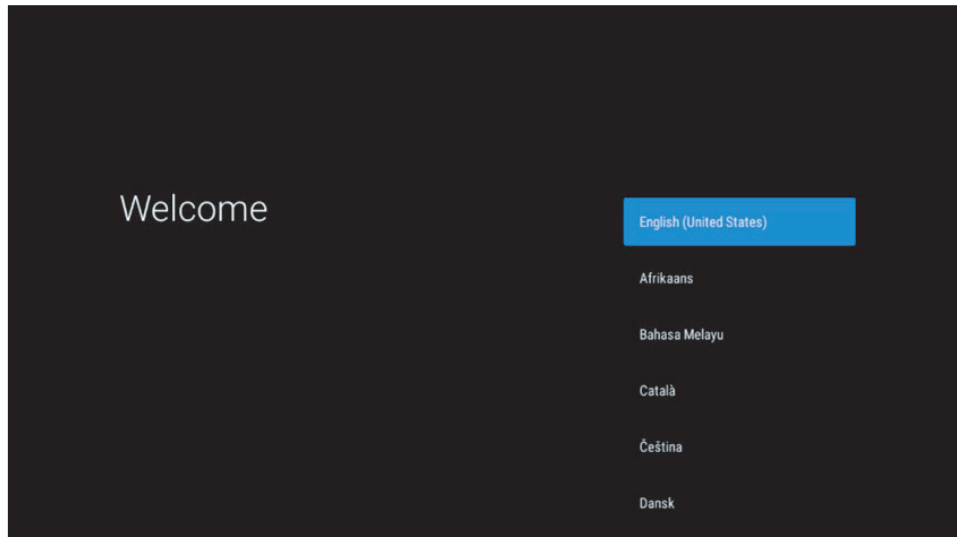 Welcome
English (United States)
Afrikaans
Bahasa Melayu
Català
Čeština
Dansk